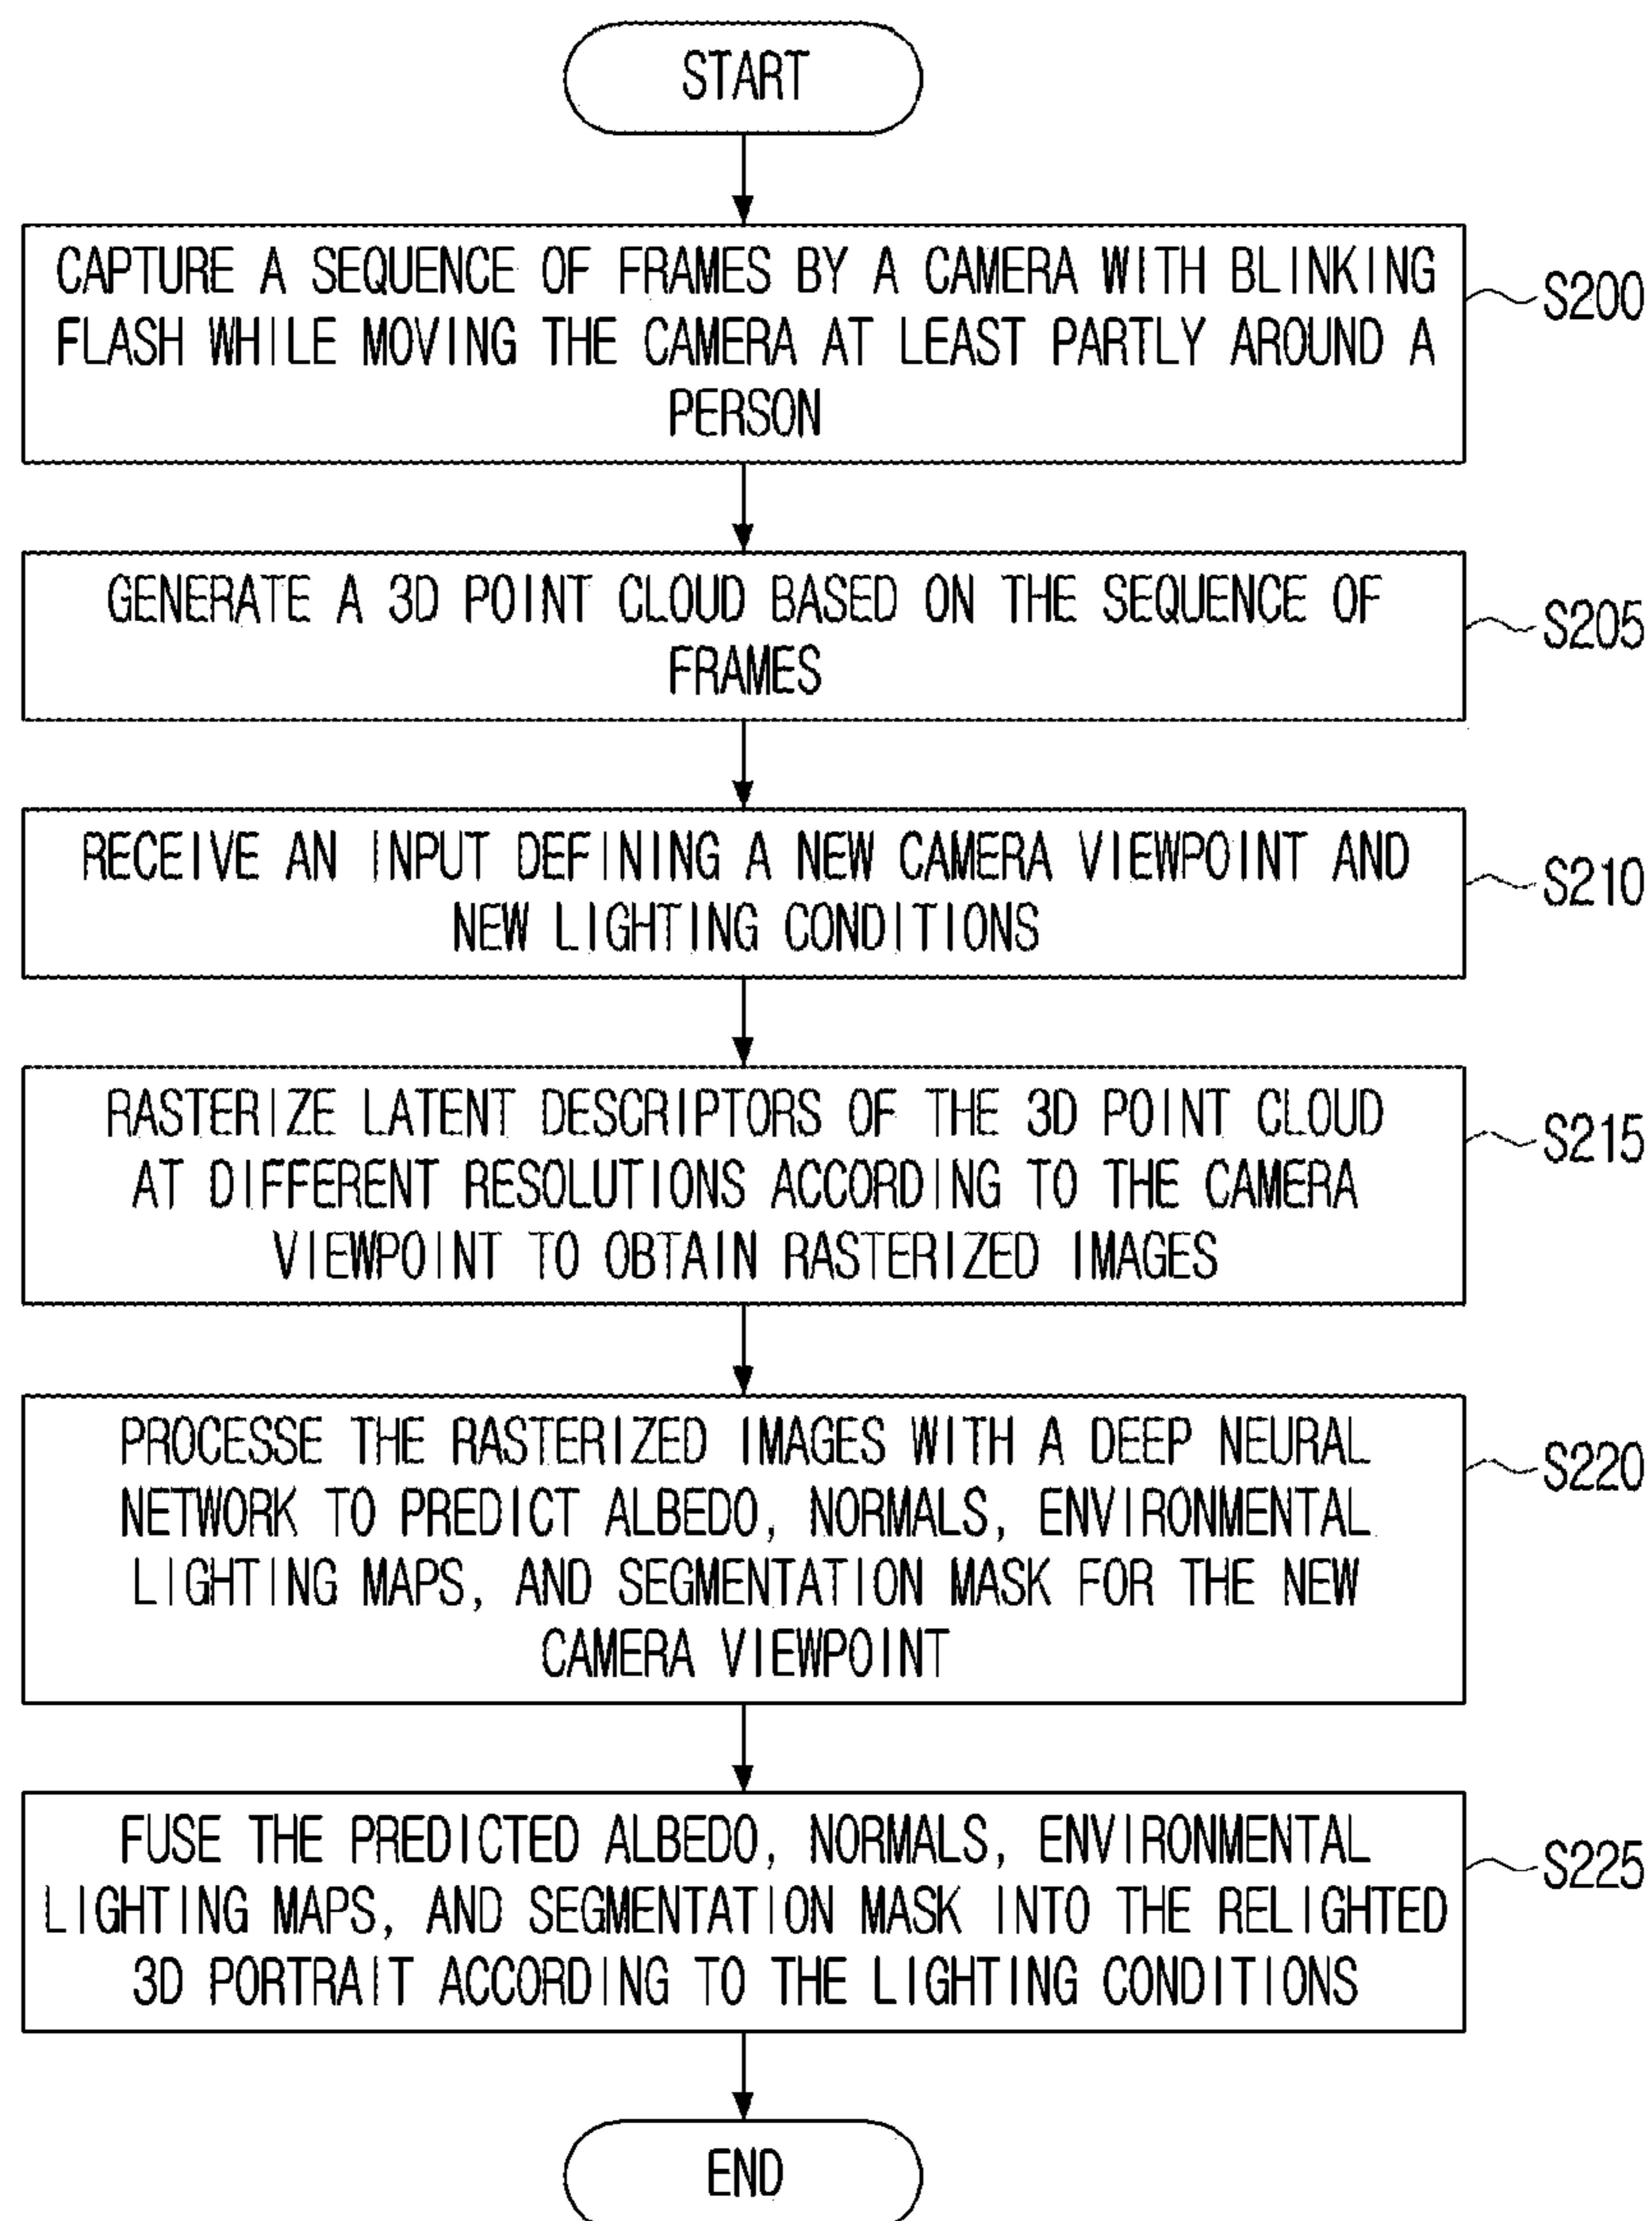 START
CAPTURE A SEQUENCE OF FRAMES BY A CAMERA WITH BLINKING
FLASH WHILE MOVING THE CAMERA AT LEAST PARTLY AROUND A
PERSON
S200
GENERATE A 3D POINT CLOUD BASED ON THE SEQUENCE OF
FRAMES
S205
RECEIVE AN INPUT DEFINING A NEW CAMERA VIEWPOINT AND
NEW LIGHTING CONDITIONS
S210
RASTERIZE LATENT DESCRIPTORS OF THE 3D POINT CLOUD
AT DIFFERENT RESOLUTIONS ACCORDING TO THE CAMERA
VIEWPOINT TO OBTAIN RASTERIZED IMAGES
S215
PROCESSE THE RASTERIZED IMAGES WITH A DEEP NEURAL
NETWORK TO PREDICT ALBEDO, NORMALS, ENVIRONMENTAL
LIGHTING MAPS, AND SEGMENTATION MASK FOR THE NEW
CAMERA VIEWPOINT
S220
FUSE THE PREDICTED ALBEDO, NORMALS, ENVIRONMENTAL
LIGHTING MAPS, AND SEGMENTATION MASK INTO THE RELIGHTED
3D PORTRAIT ACCORDING TO THE LIGHTING CONDITIONS
S225
END